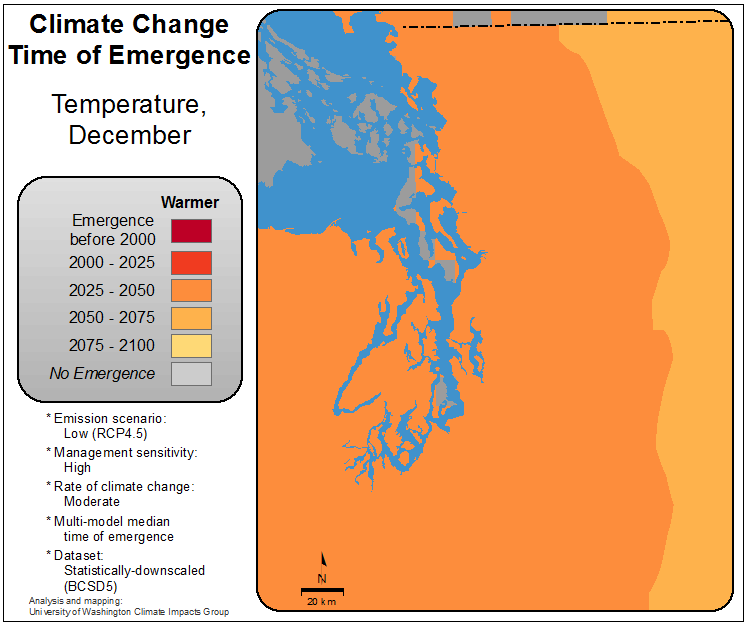 Climate Change
Time of Emergence
Temperature,
December
Warmer
Emergence
before 2000
2000 - 2025
2025 - 2050
2050 - 2075
2075 - 2100
No Emergence
* Emission scenario:
Low (RCP4.5)
* Management sensitivity:
High
* Rate of climate change:
Moderate
* Multi-model median
time of emergence
* Dataset:
Statistically-downscaled
(BCSD5)
Analysis and mapping:
University of Washington Climate Impacts Group
N
20 km